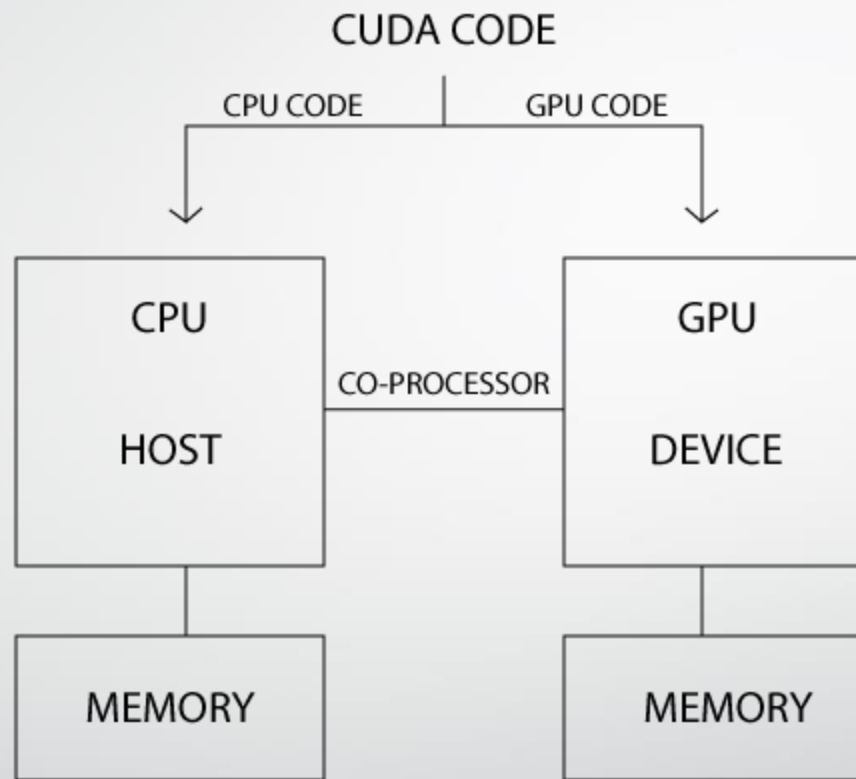 CUDA CODE
CPU CODE
GPU CODE
CPU
HOST
CO-PROCESSOR
GPU
DEVICE
MEMORY
MEMORY